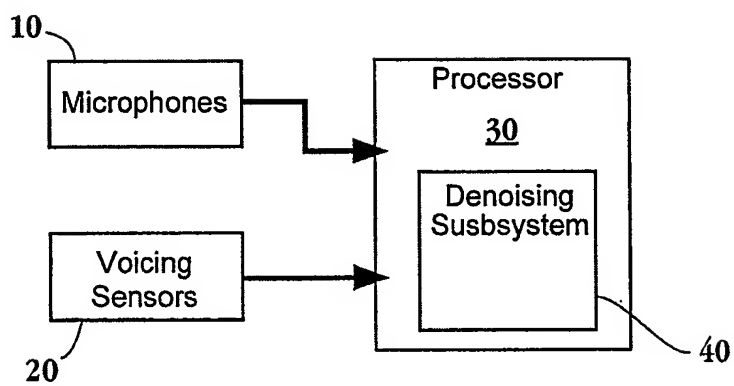 10
Microphones
Processor
30
Denoising
Susbsystem
Voicing
Sensors
20
40